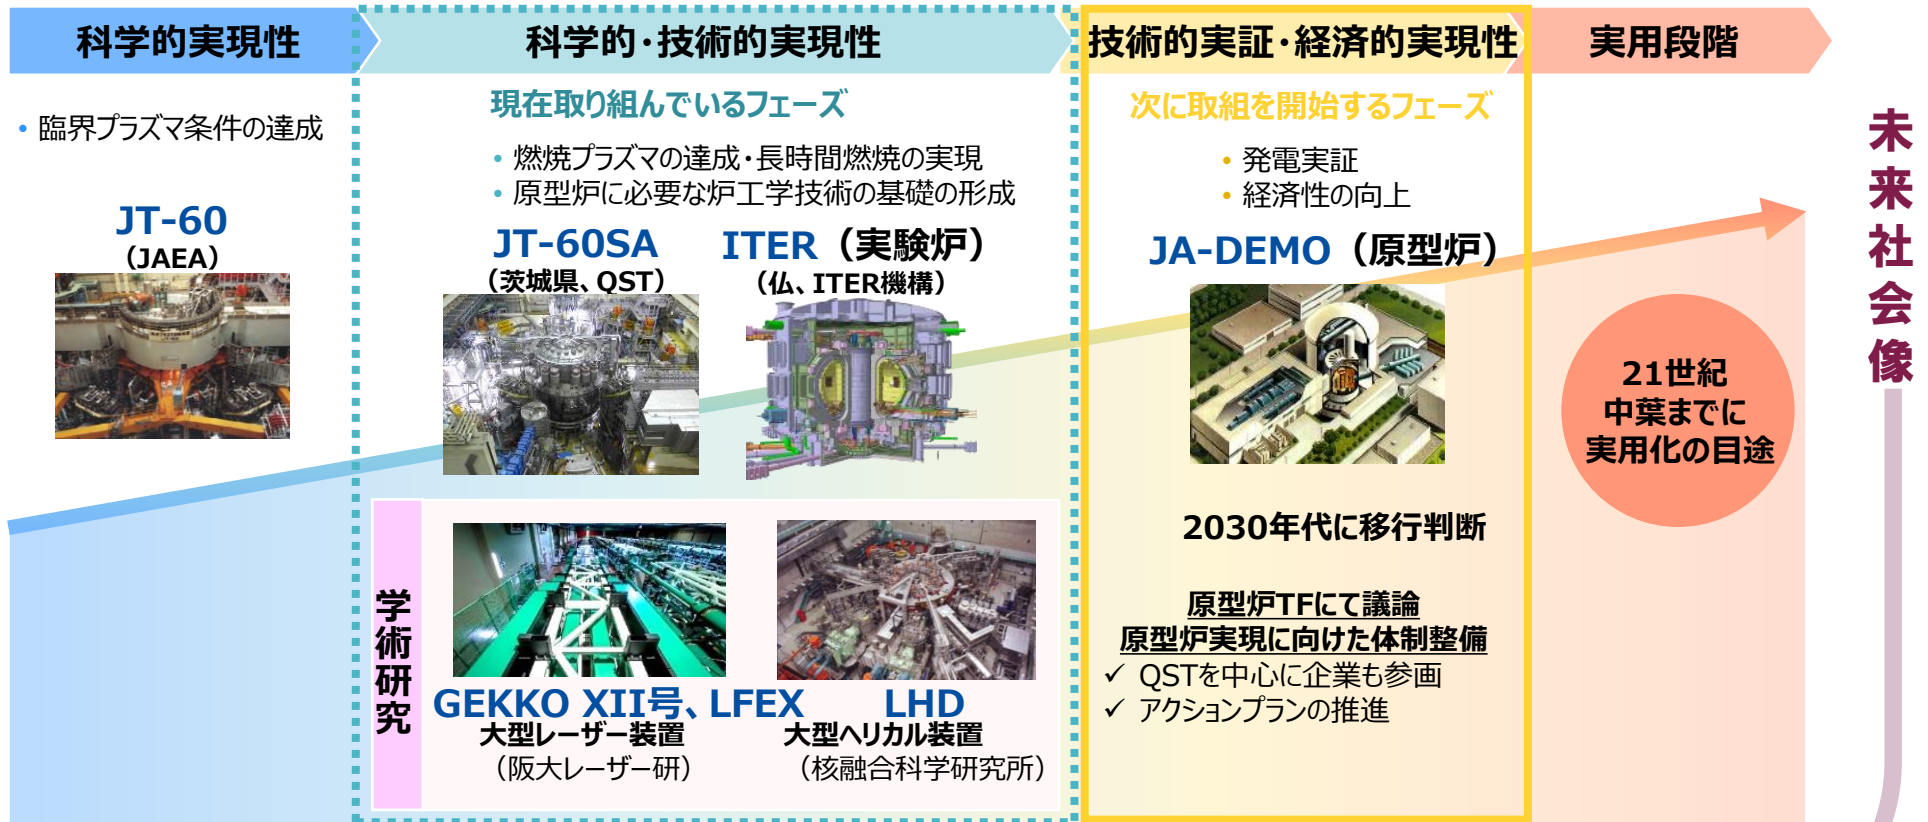 科学的実現性
科学的・技術的実現性
技術的実証・経済的実現性
実用段階
• 臨界プラズマ条件の達成
JT-60
(JAEA)
現在取り組んでいるフェーズ
• 燃焼プラズマの達成・長時間燃焼の実現
• 原型炉に必要な炉工学技術の基礎の形成
JT-60SA
(茨城県、QST)
ITER（実験炉）
(仏、ITER機構)
学術研究
GEKKO XII号、LFEX
大型レーザー装置
（阪大レーザー研）
LHD
大型ヘリカル装置
（核融合科学研究所）
次に取組を開始するフェーズ
• 発電実証
• 経済性の向上
JA-DEMO（原型炉）
2030年代に移行判断
原型炉TFにて議論
原型炉実現に向けた体制整備
✓ QSTを中心に企業も参画
✓ アクションプランの推進
21世紀
中葉までに
実用化の目途
未来社会像